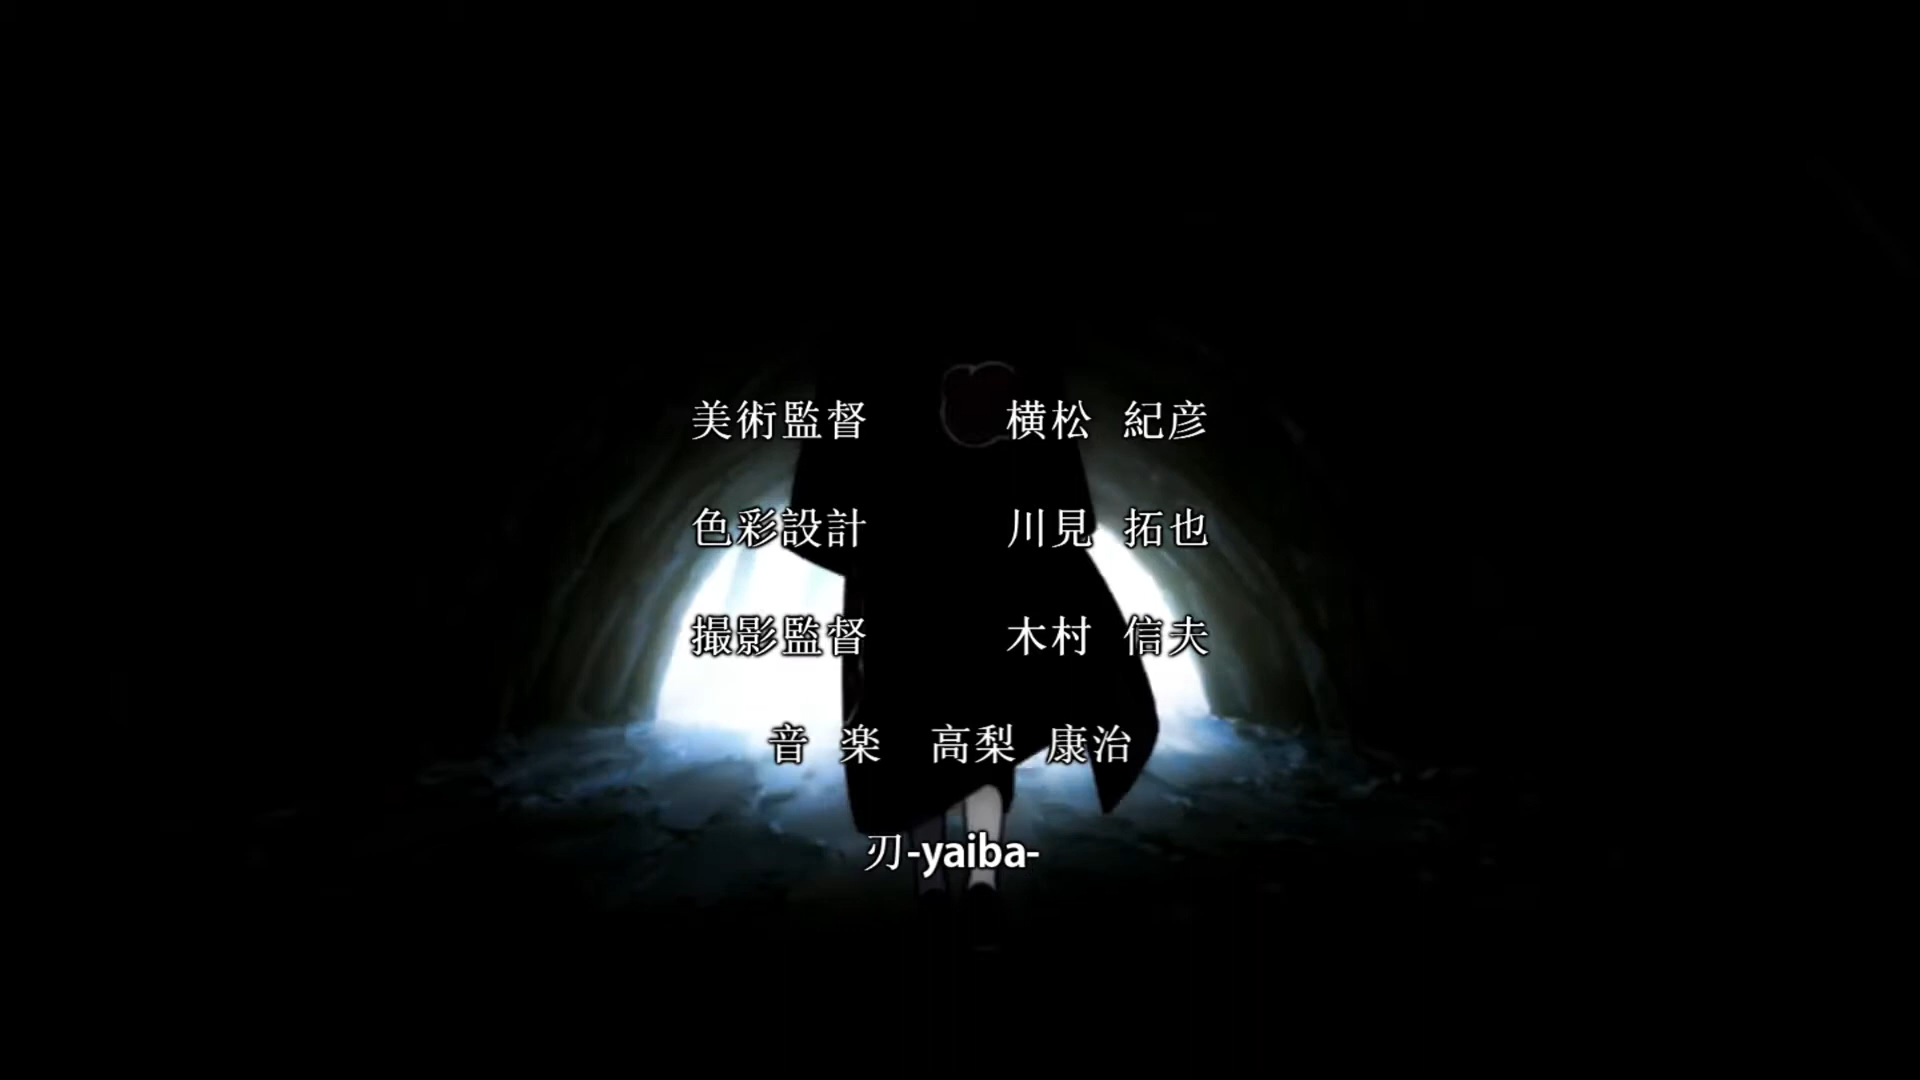 美術監督 横松 紀彦
色彩設計 川見 拓也
撮影監督 木村 信夫
音 楽 高梨 康治
刃-yaiba-